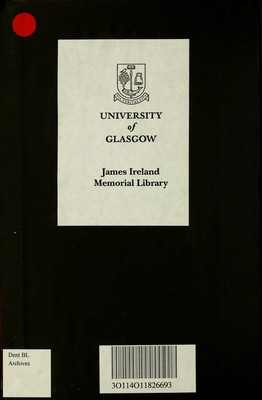 UNIVERSITY
of
GLASGOW
James Ireland
Memorial Library
Dent BL
Archives
30114011826693